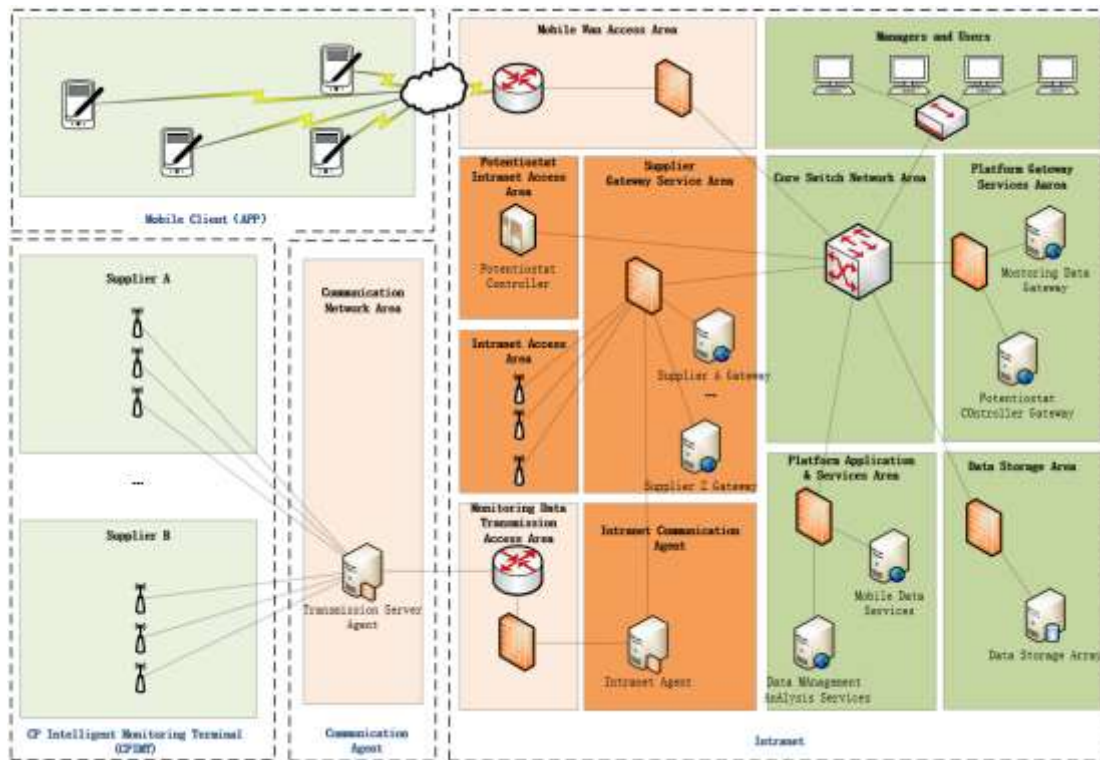 Mobile Wan Access Area
Managers and Users
Mobile Client (APP)
Potentiostat
Intranet Access
Area
Potentiostat
Controller
Supplier
Gateway Service Area
Core Switch Network Area
Platform Gateway
Services Aaroa
Montoring Data
Gateway
Potentiostat
COntroller Gateway
Supplier A
...
Supplier B
CP Intelligent Monitoring Terminal
(CPIMT)
Communication
Network Area
Transmission Server
Agent
Communication
Agent
Intranet Access
Area
Supplier A Gateway
...
Supplier Z Gateway
Monitoring Data
Transmission
Access Area
Intranet Communication
Agent
Intranet Agent
Platform Application
& Services Area
Mobile Data
Services
Data MAnagement
AnAlysis Services
Data Storage Area
Data Storage Array
Intranet